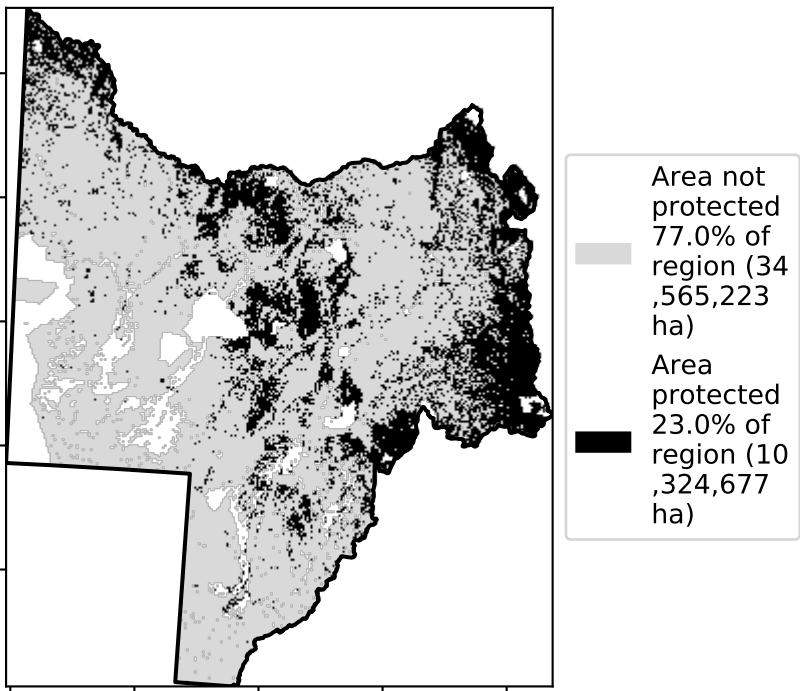 Area not
protected
77.0% of
region (34
,565,223
ha)
Area
protected
23.0% of
region (10
,324,677
ha)